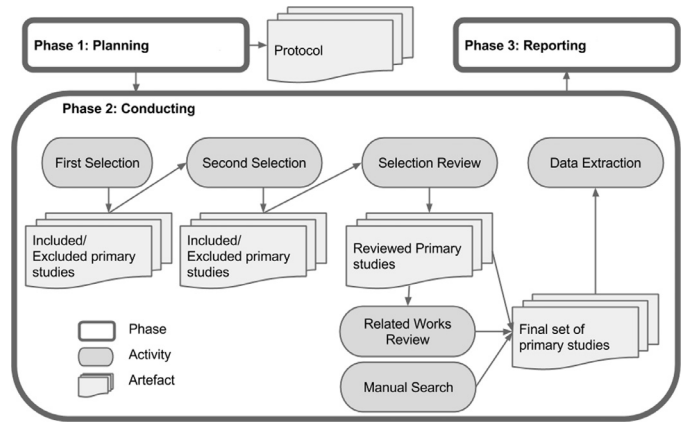 Phase 1: Planning
Protocol
Phase 3: Reporting
Phase 2: Conducting
First Selection
Second Selection
Selection Review
Data Extraction
Included/
Excluded primary
studies
Included/
Excluded primary
studies
Reviewed Primary
studies
Related Works
Review
Final set of
primary studies
Manual Search
Phase
Activity
Artefact